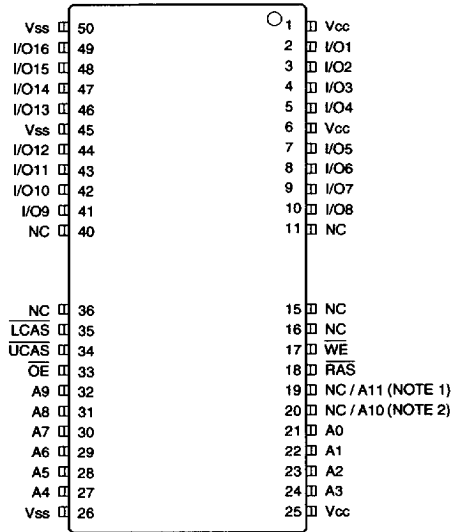 Vss 50 1 Vcc
I/O16 49 2 I/O1
I/O15 48 3 I/O2
I/O14 47 4 I/O3
I/O13 46 5 I/O4
Vss 45 6 Vcc
I/O12 44 7 I/O5
I/O11 43 8 I/O6
I/O10 42 9 I/O7
I/O9 41 10 I/O8
NC 40 11 NC
NC 36 15 NC
LCAS 35 16 NC
UCAS 34 17 WE
OE 33 18 RAS
A9 32 19 NC / A11 (NOTE 1)
A8 31 20 NC / A10 (NOTE 2)
A7 30 21 A0
A6 29 22 A1
A5 28 23 A2
A4 27 24 A3
Vss 26 25 Vcc